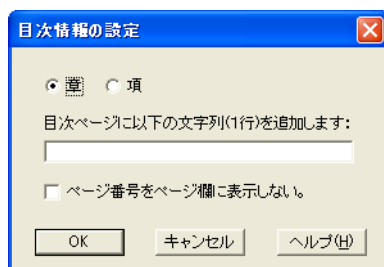 目次情報の設定
章 項
目次ページに以下の文字列(1行)を追加します:
ページ番号をページ欄に表示しない。
OK キャンセル ヘルプ(H)